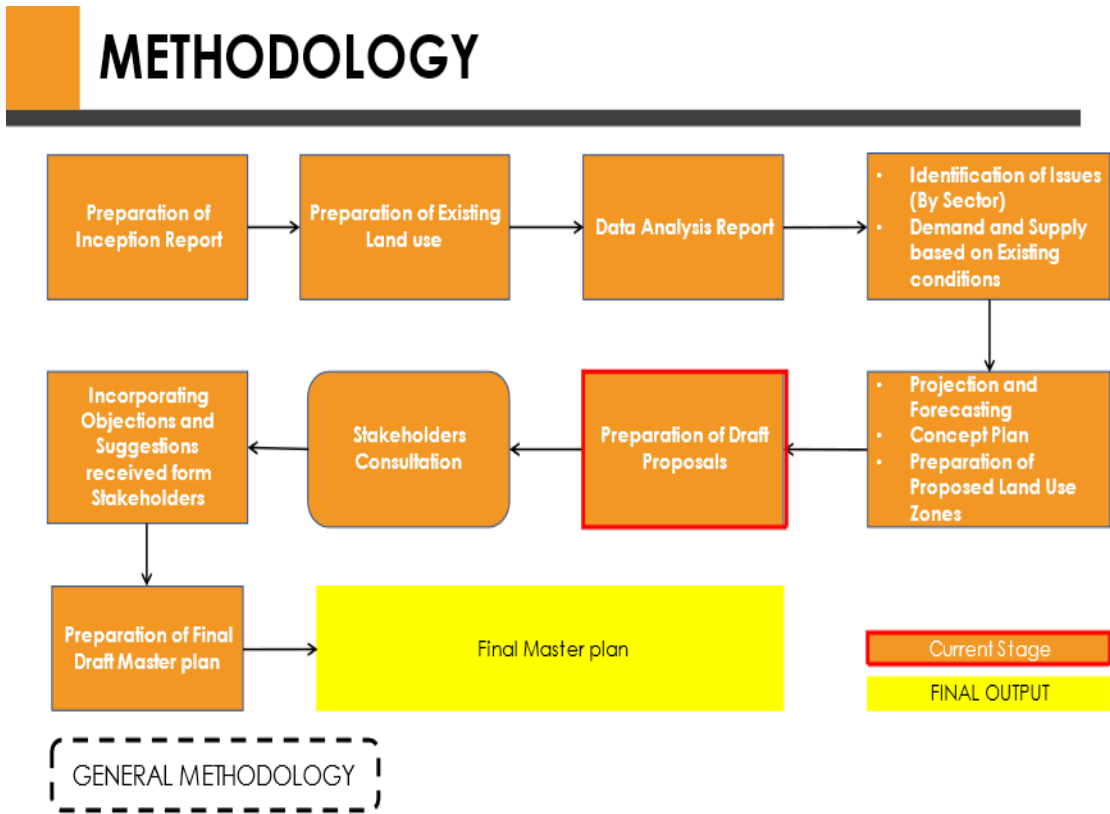 METHODOLOGY
Preparation of
Inception Report
Preparation of Existing
Land use
Data Analysis Report
• Identification of Issues
(By Sector)
• Demand and Supply
based on Existing
conditions
Incorporating
Objections and
Suggestions
received form
Stakeholders
Stakeholders
Consultation
Preparation of Draft
Proposals
• Projection and
Forecasting
• Concept Plan
• Preparation of
Proposed Land Use
Zones
Preparation of Final
Draft Master plan
Final Master plan
Current Stage
FINAL OUTPUT
GENERAL METHODOLOGY